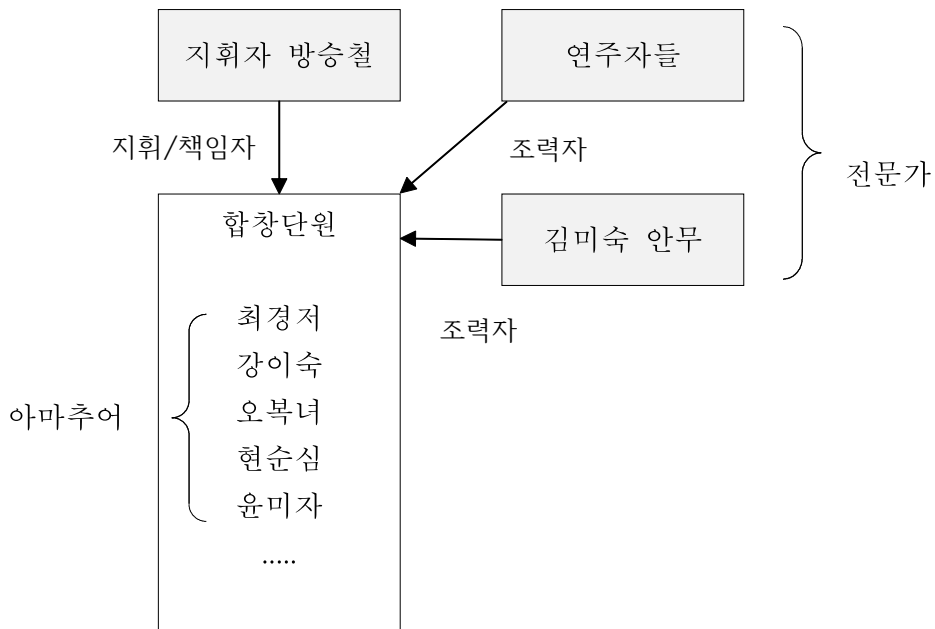 지휘자 방승철
연주자들
지휘/책임자
조력자
전문가
합창단원
김미숙 안무
조력자
최경저
강이숙
오복녀
현순심
윤미자
.....
아마추어